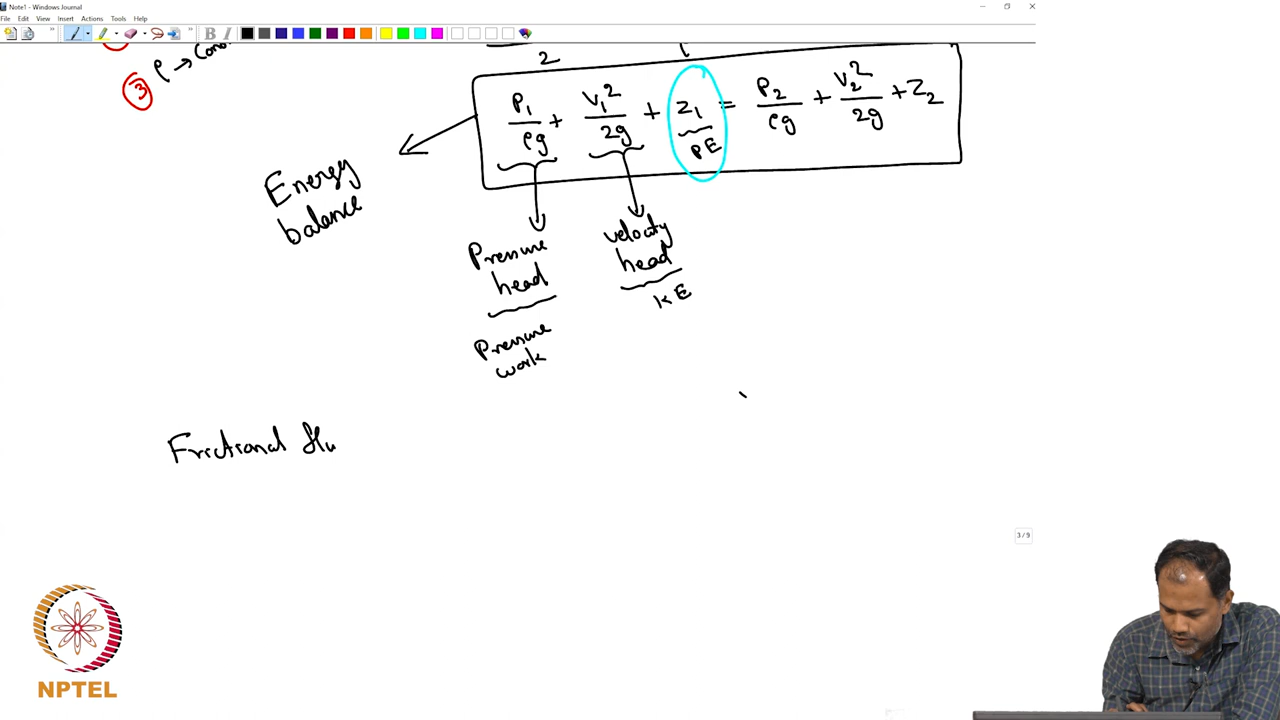 Note1 - Windows Journal
File Edit View Insert Actions Tools Help
B I
3 ρ → Cons
2 1
P1/ρg + V1²/2g + Z1 = P2/ρg + V2²/2g + Z2
PE
Energy
balance
Pressure
head
Pressure
work
velocity
head
KE
Frictional flu
3/9
NPTEL